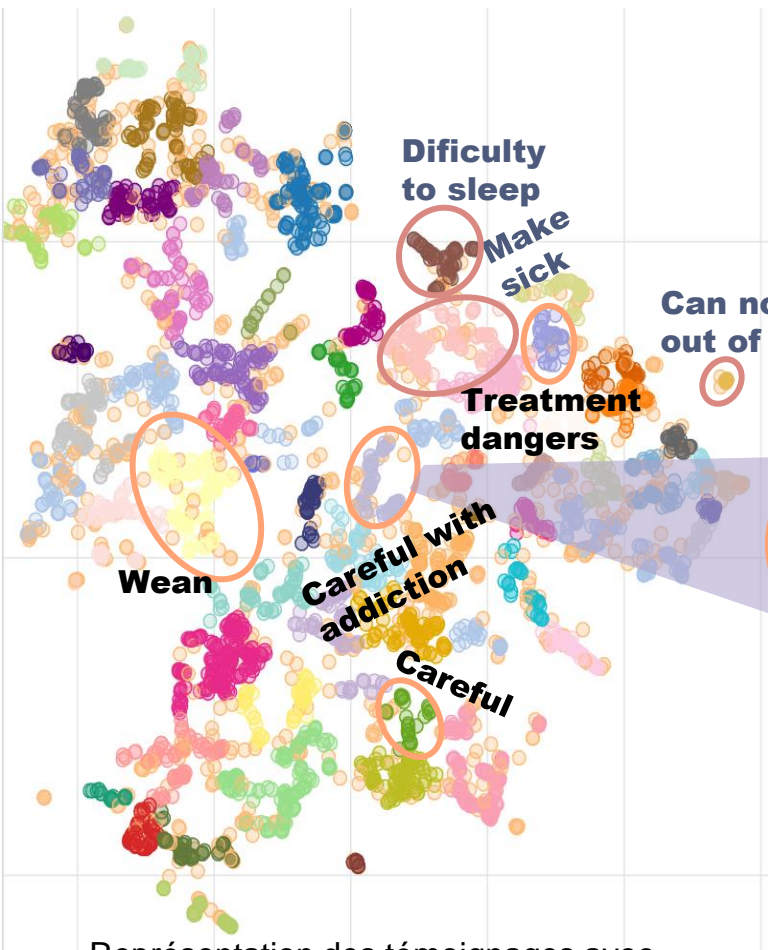 Dificulty
to sleep
Make
sick
Can no
out of
Treatment
dangers
Wean
Careful with
addiction
Careful
Représentation des témoignages avec